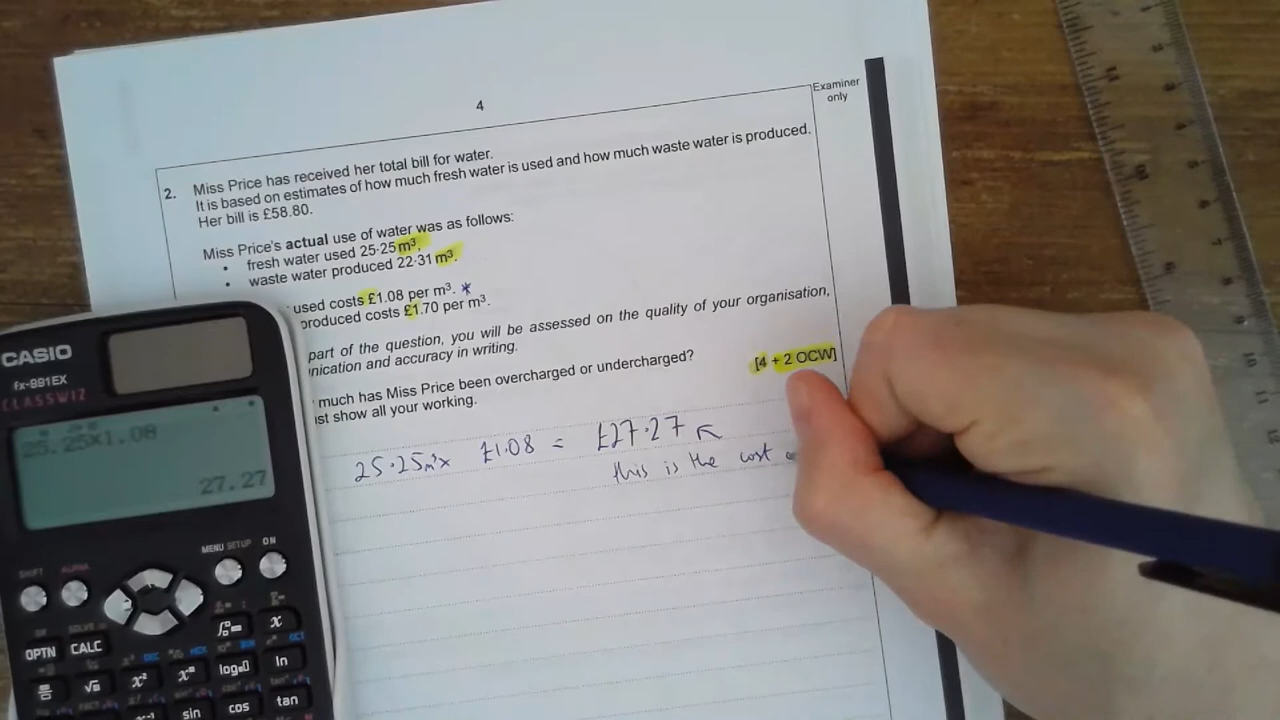 4
Examiner
only
2. Miss Price has received her total bill for water.
It is based on estimates of how much fresh water is used and how much waste water is produced.
Her bill is £58.80.
Miss Price's actual use of water was as follows:
• fresh water used 25·25 m³,
• waste water produced 22·31 m³.
used costs £1.08 per m³. *
produced costs £1.70 per m³.
part of the question, you will be assessed on the quality of your organisation,
and accuracy in writing.
much has Miss Price been overcharged or undercharged? [4 + 2 OCW]
show all your working.
25.25m³ x £1.08 = £27.27
this is the cost
CASIO
fx-991EX
CLASSWIZ
25.25×1.08
27.27
MENU SETUP ON
SHIFT ALPHA
OPTN CALC x
log ln
sin cos tan